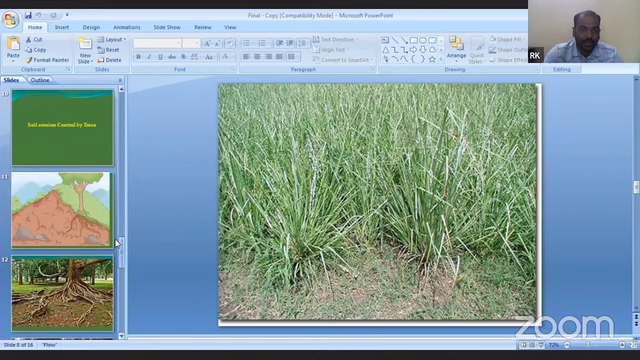 Final - Copy [Compatibility Mode] - Microsoft PowerPoint
Home
Insert
Design
Animations
Slide Show
Review
View
Paste
Cut
Copy
Format Painter
Clipboard
New
Slide
Layout
Reset
Delete
Slides
Font
Paragraph
Text Direction
Align Text
Convert to SmartArt
Arrange
Quick
Styles
Shape Fill
Shape Outline
Shape Effects
Drawing
Editing
RK
Slides
Outline
10
Soil erosion Control by Trees
11
12
zoom
Slide 8 of 16
"Flow"
72%